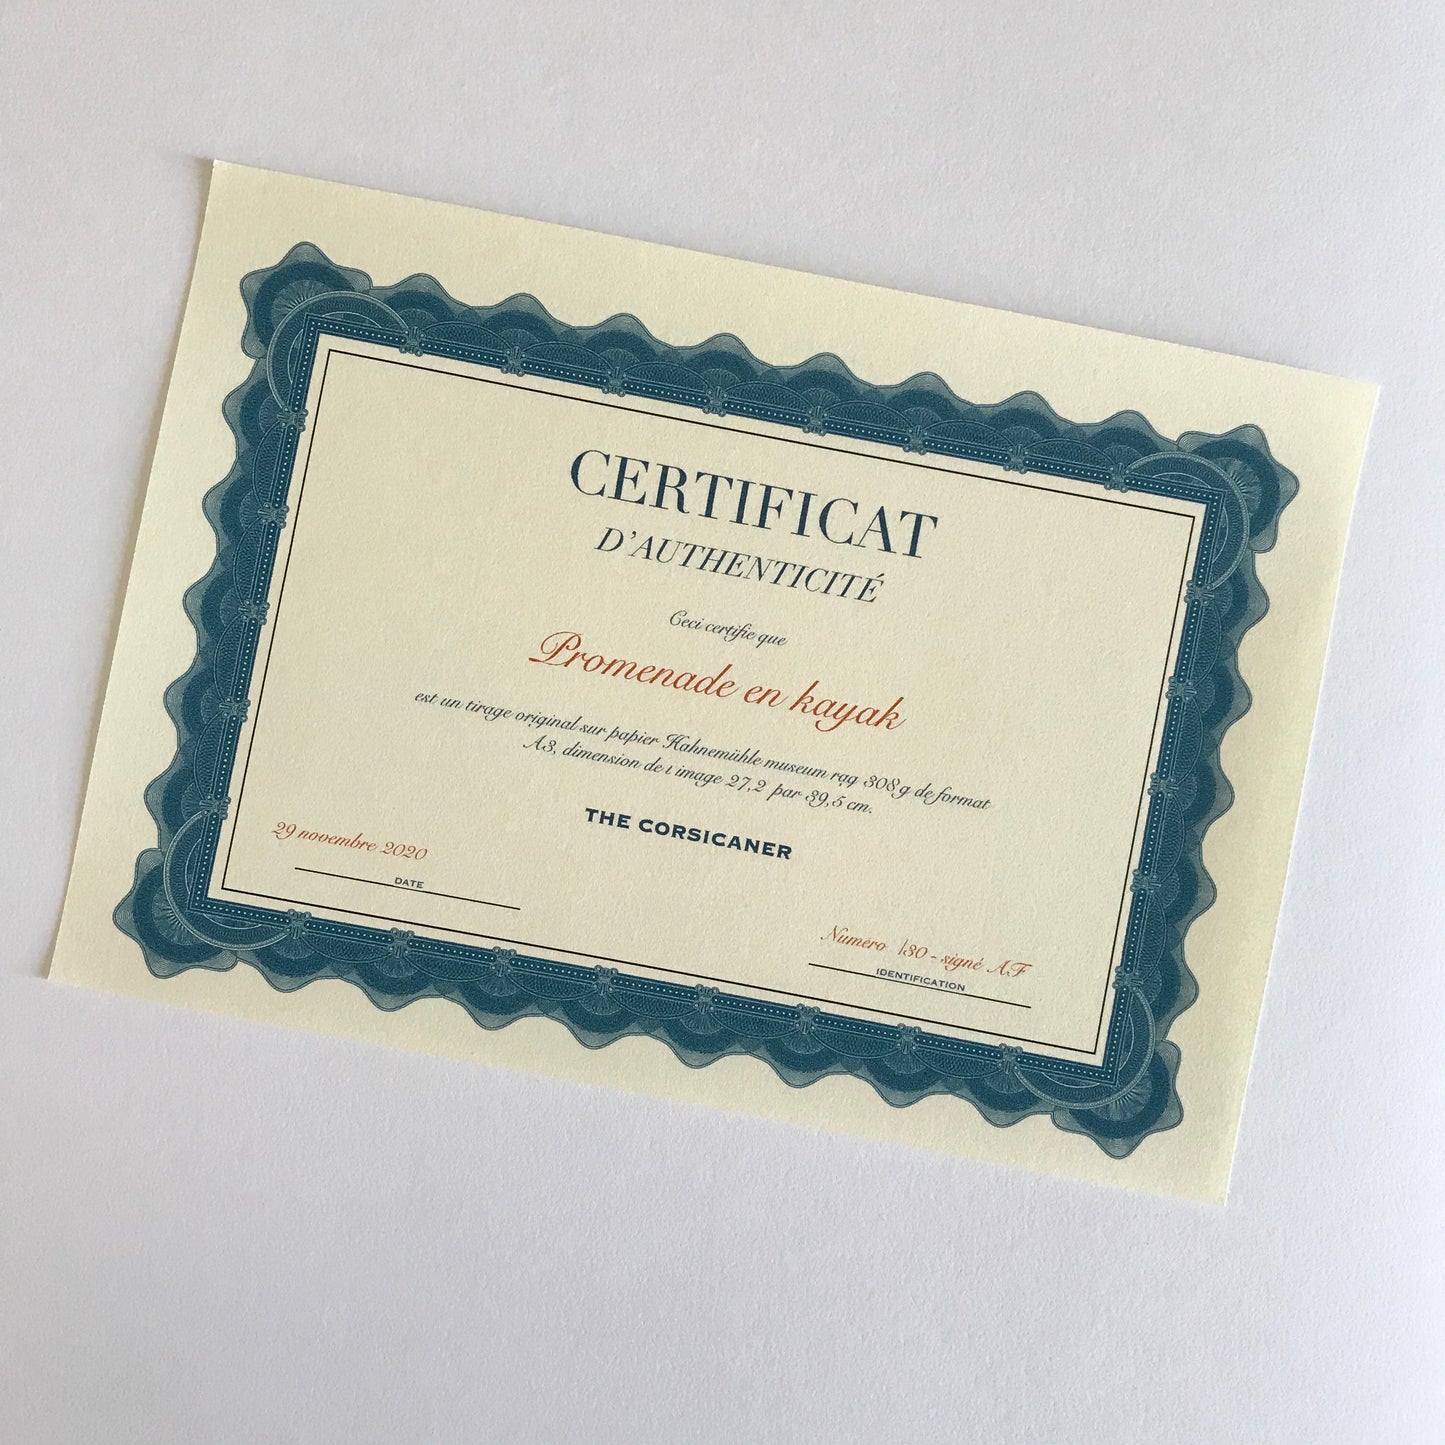 CERTIFICAT
D'AUTHENTICITÉ
Ceci certifie que
Promenade en kayak
est un tirage original sur papier Hahnemühle museum rag 308 g de format
A3, dimension de l image 27,2 par 39,5 cm.
THE CORSICANER
29 novembre 2020
DATE
Numéro /30 - signé AF
IDENTIFICATION